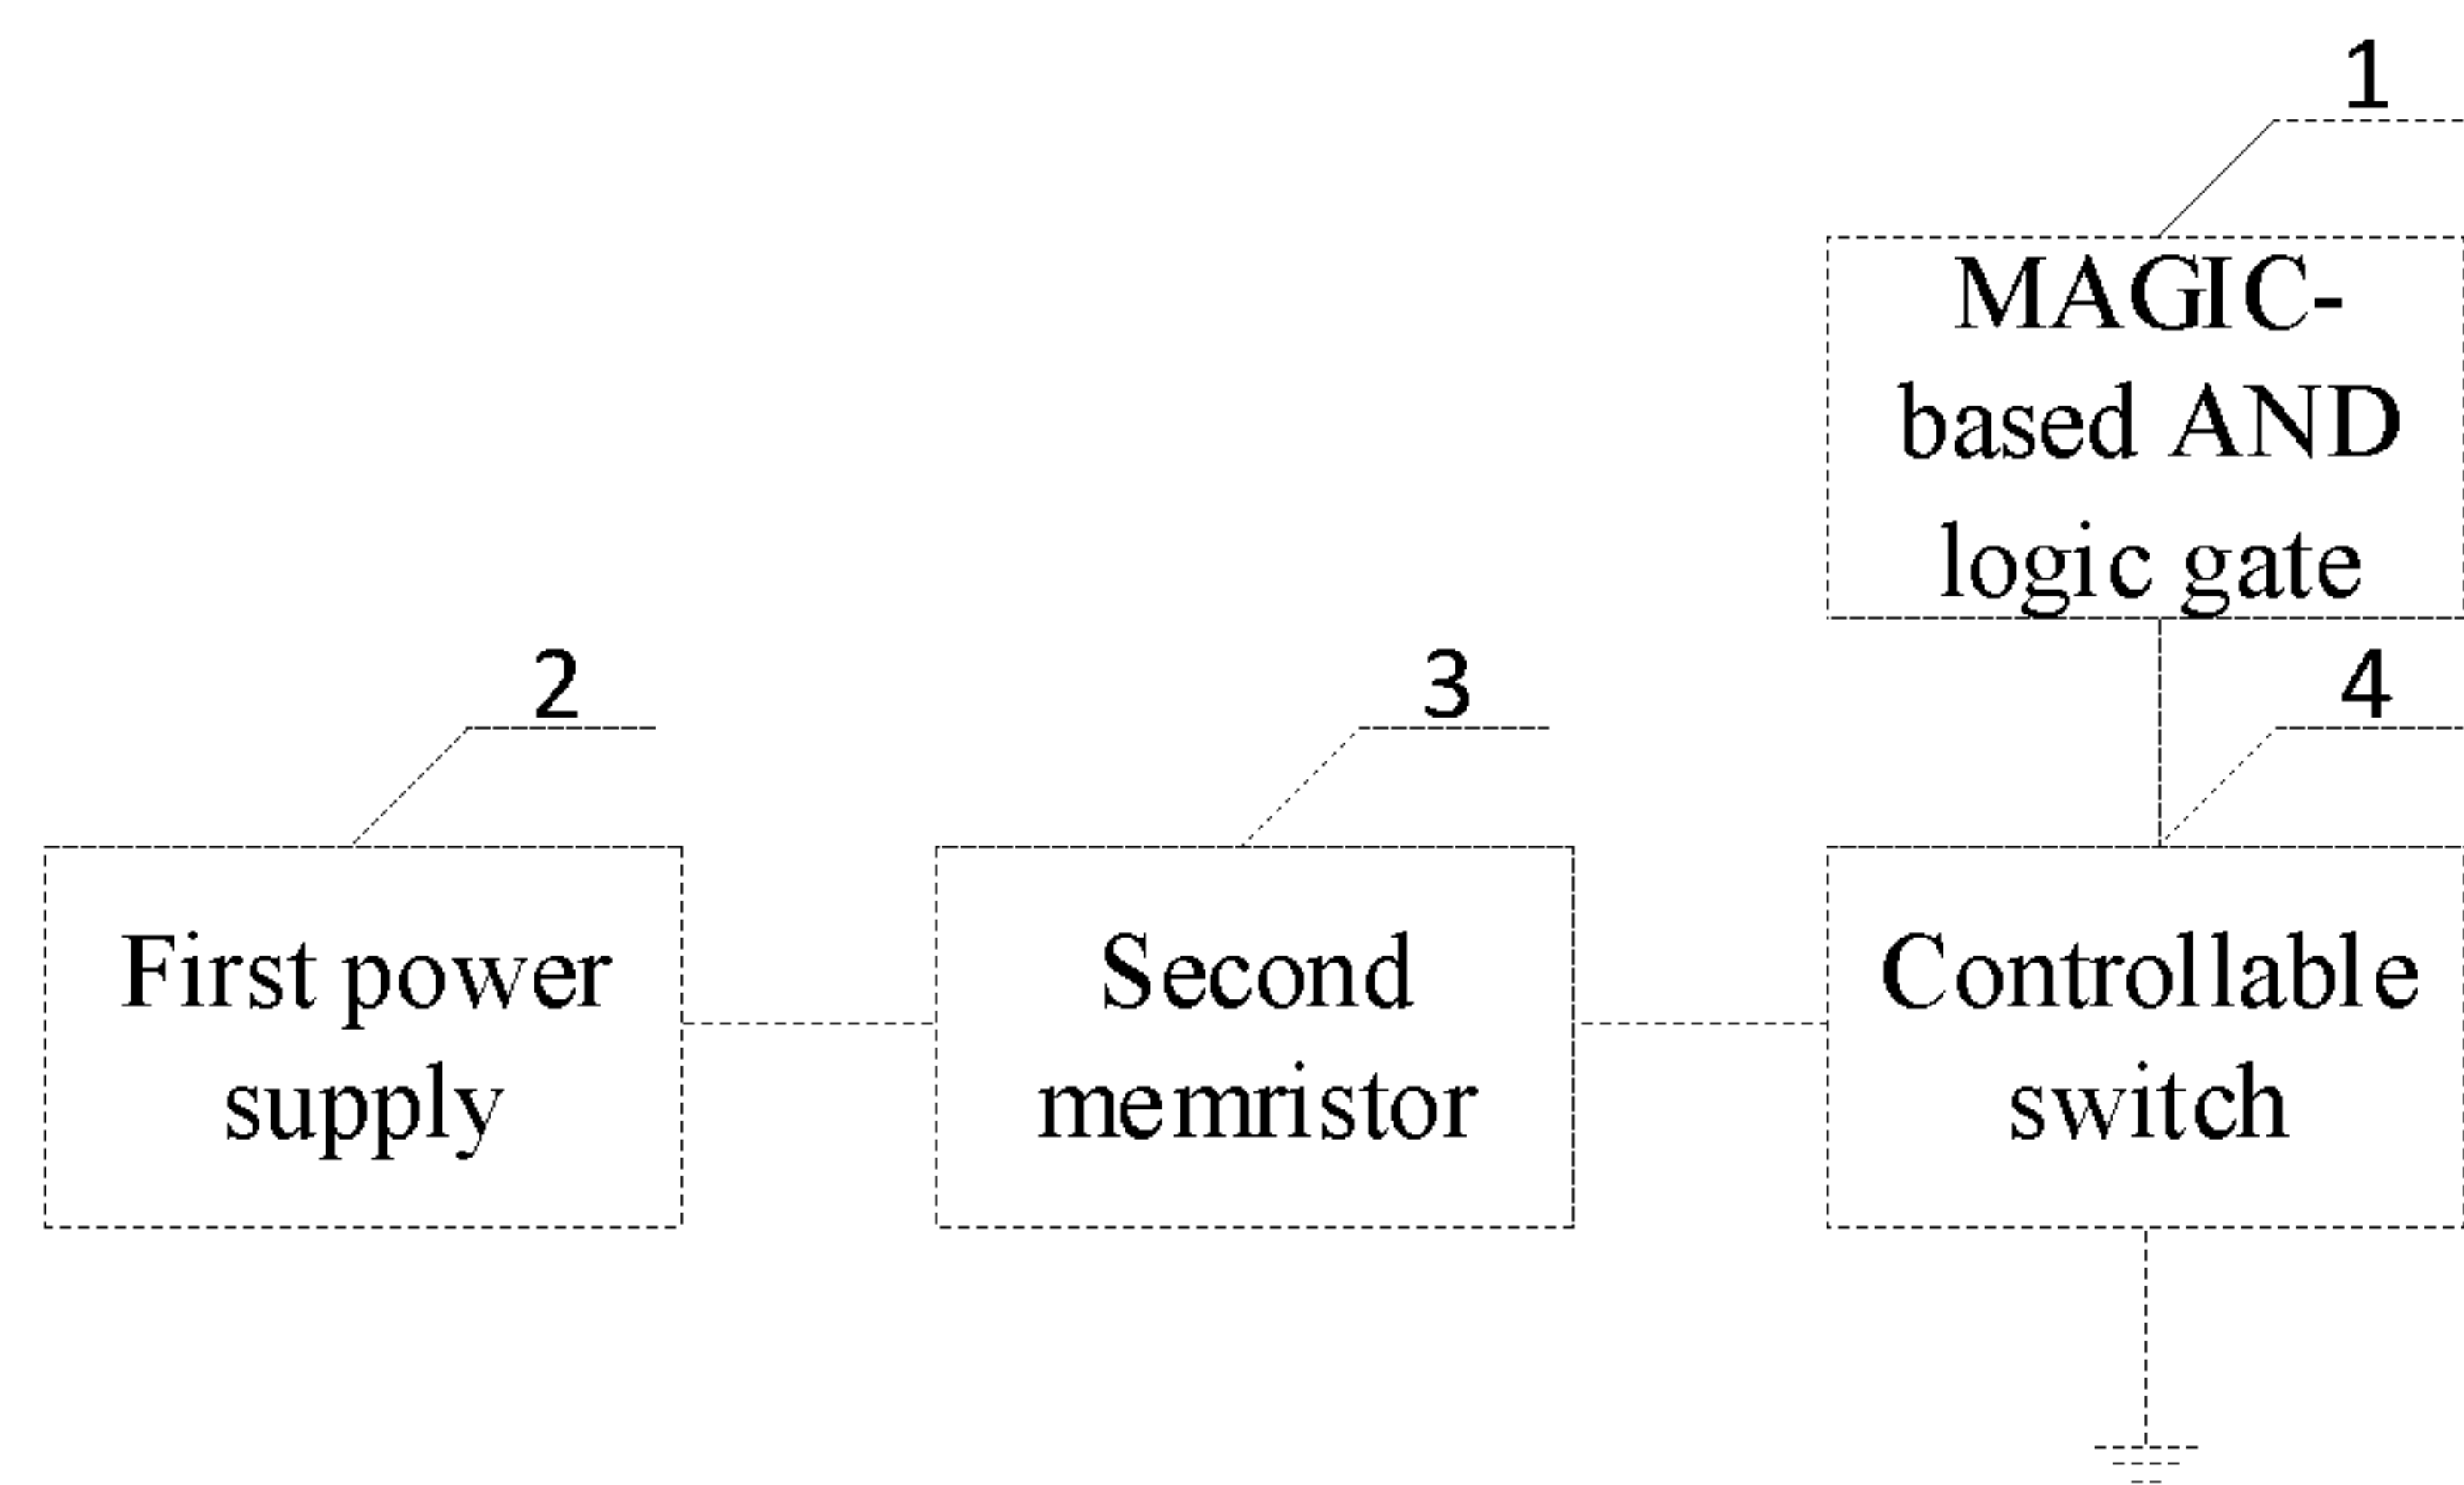 1
MAGIC-
based AND
logic gate
2
3
4
First power
supply
Second
memristor
Controllable
switch